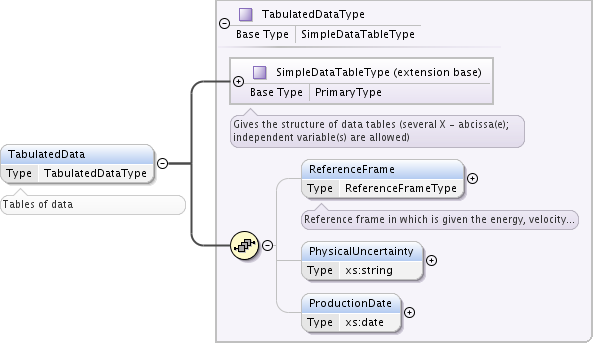 TabulatedDataType
Base Type SimpleDataTableType
SimpleDataTableType (extension base)
Base Type PrimaryType
Gives the structure of data tables (several X - abcissa(e);
independent variable(s) are allowed)
TabulatedData
Type TabulatedDataType
Tables of data
ReferenceFrame
Type ReferenceFrameType
Reference frame in which is given the energy, velocity...
PhysicalUncertainty
Type xs:string
ProductionDate
Type xs:date